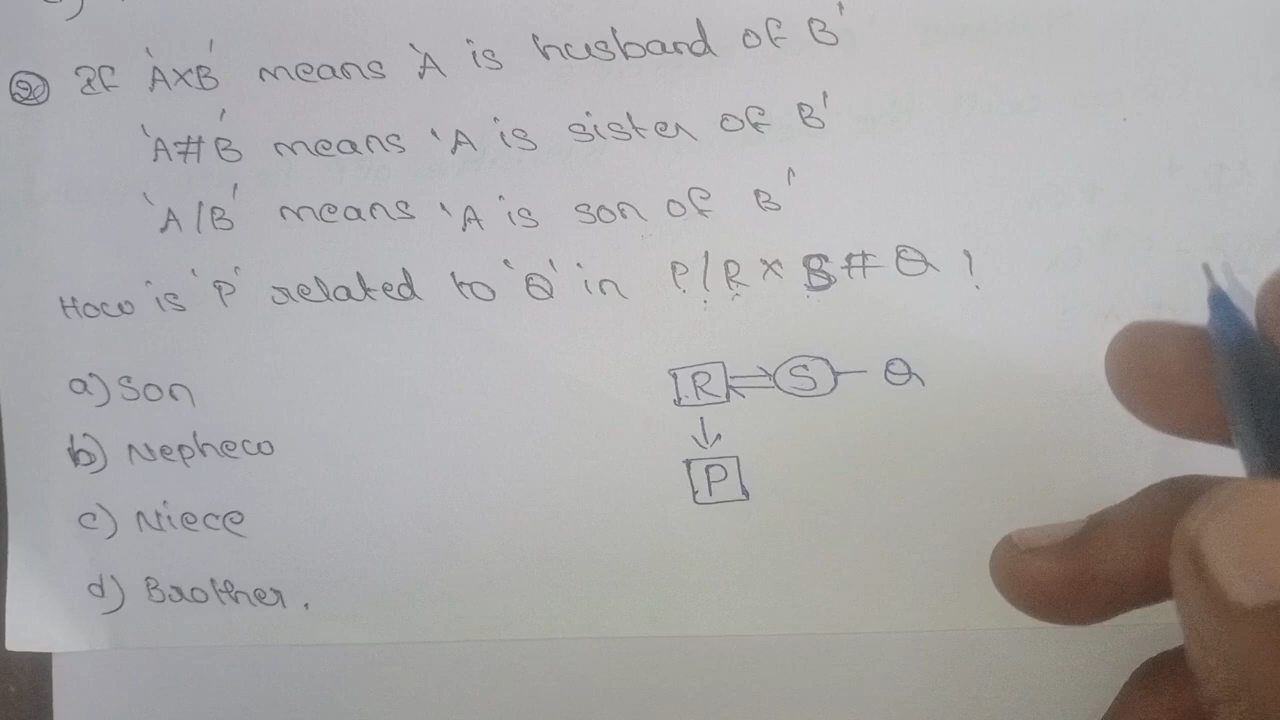 ② If 'A×B' means 'A is husband of B'
'A#B' means 'A is sister of B'
'A/B' means 'A is son of B'
How is 'P' related to 'Q' in P/R × S # Q !
a) Son
b) Nephew
c) Niece
d) Brother.
R S Q
P